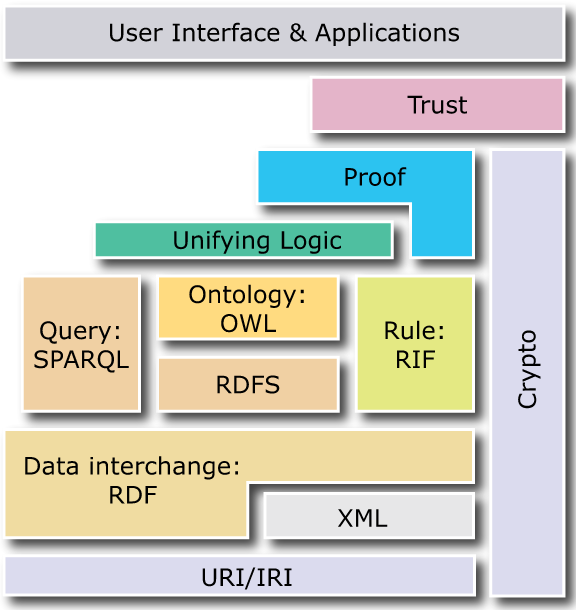 User Interface & Applications
Trust
Proof
Unifying Logic
Ontology:
OWL
Query:
SPARQL
Rule:
RIF
RDFS
Crypto
Data interchange:
RDF
XML
URI/IRI